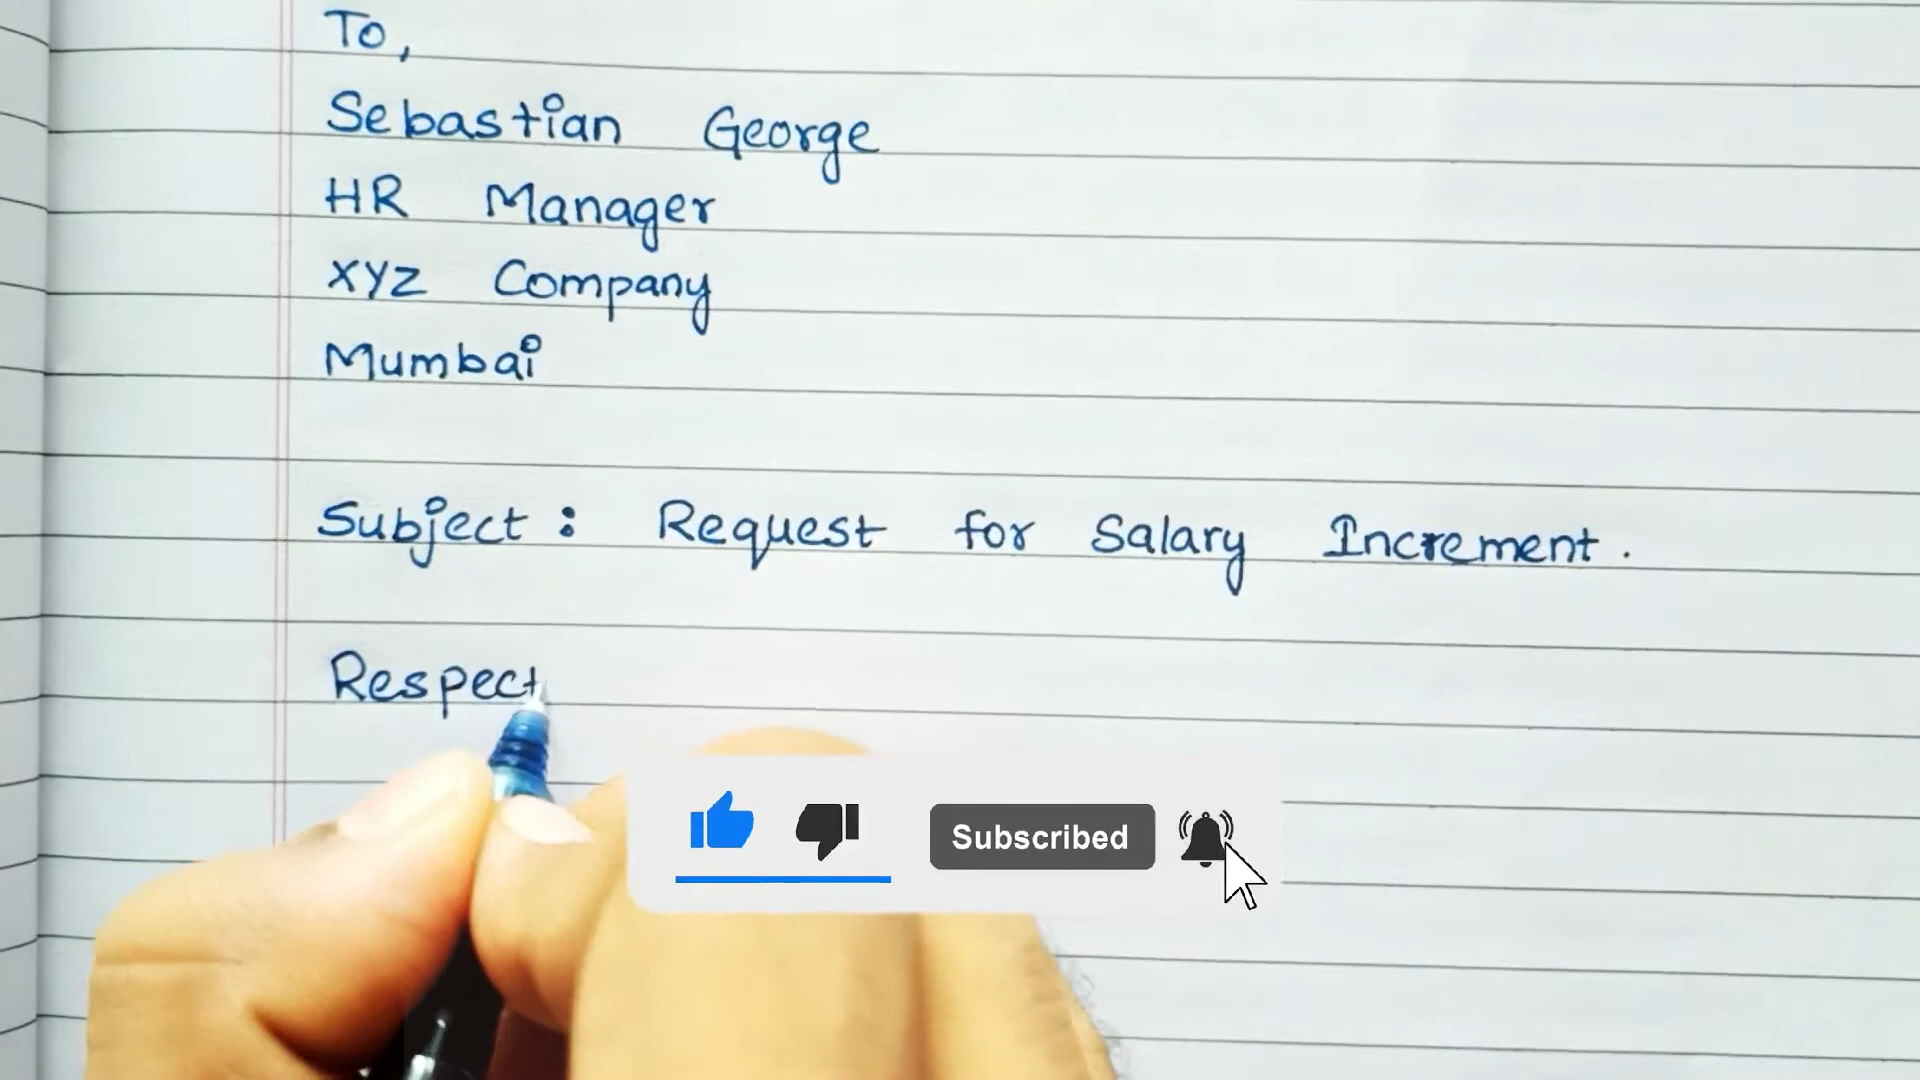 To,
Sebastian George
HR Manager
XYZ Company
Mumbai
Subject : Request for Salary Increment.
Respect
Subscribed